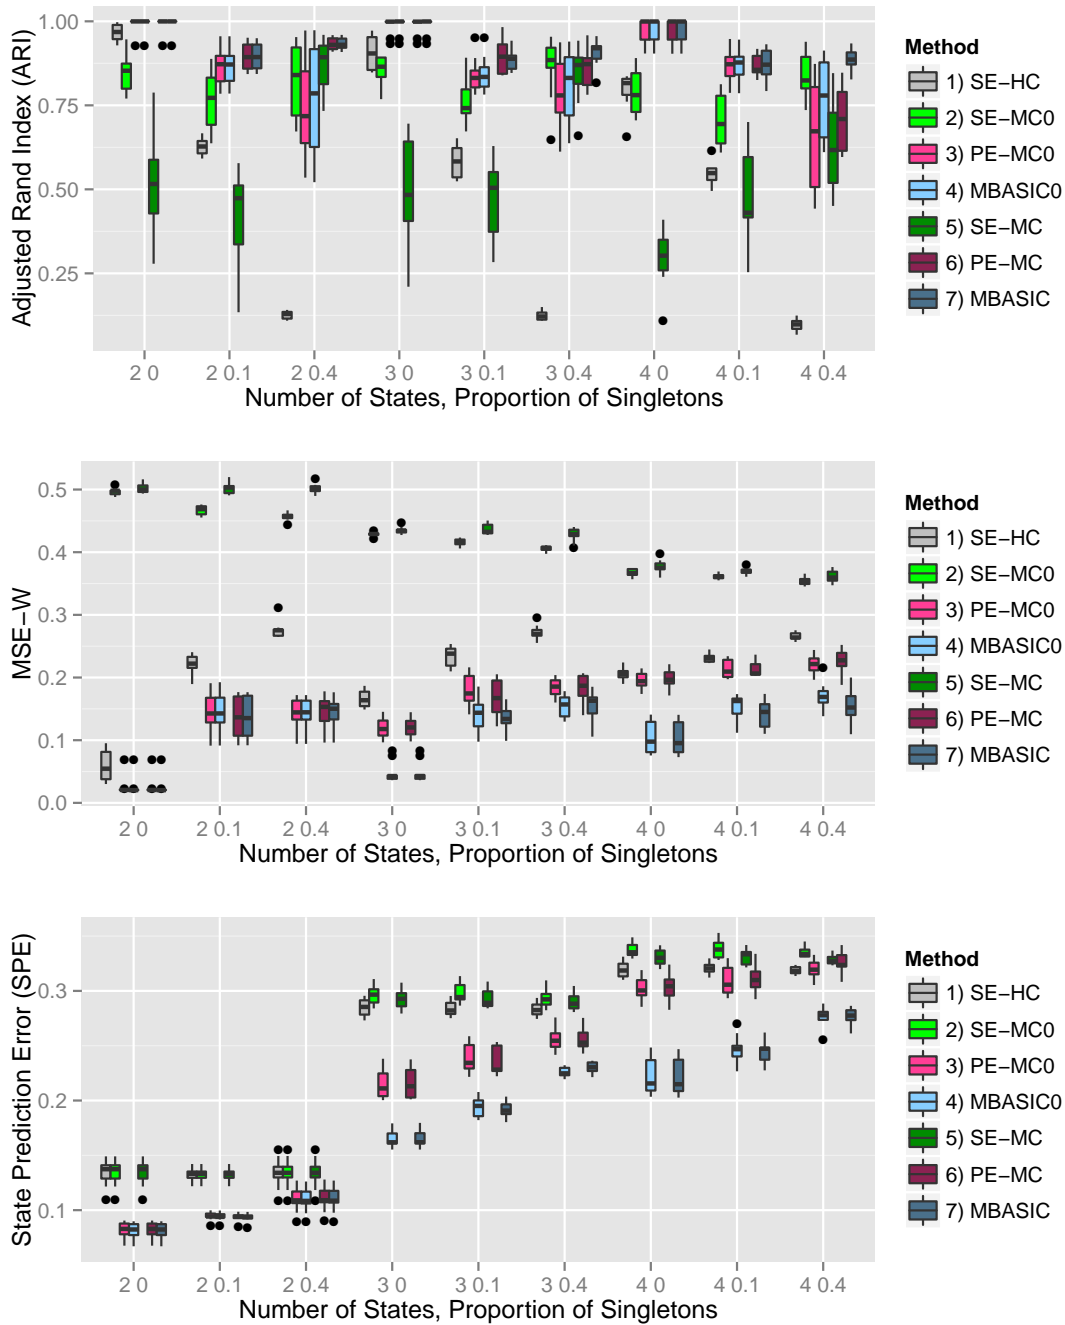 Adjusted Rand Index (ARI)
1.00
0.75
0.50
0.25
2 0 2 0.1 2 0.4 3 0 3 0.1 3 0.4 4 0 4 0.1 4 0.4
Number of States, Proportion of Singletons
Method
1) SE−HC
2) SE−MC0
3) PE−MC0
4) MBASIC0
5) SE−MC
6) PE−MC
7) MBASIC
MSE−W
0.5
0.4
0.3
0.2
0.1
0.0
2 0 2 0.1 2 0.4 3 0 3 0.1 3 0.4 4 0 4 0.1 4 0.4
Number of States, Proportion of Singletons
Method
1) SE−HC
2) SE−MC0
3) PE−MC0
4) MBASIC0
5) SE−MC
6) PE−MC
7) MBASIC
State Prediction Error (SPE)
0.3
0.2
0.1
2 0 2 0.1 2 0.4 3 0 3 0.1 3 0.4 4 0 4 0.1 4 0.4
Number of States, Proportion of Singletons
Method
1) SE−HC
2) SE−MC0
3) PE−MC0
4) MBASIC0
5) SE−MC
6) PE−MC
7) MBASIC